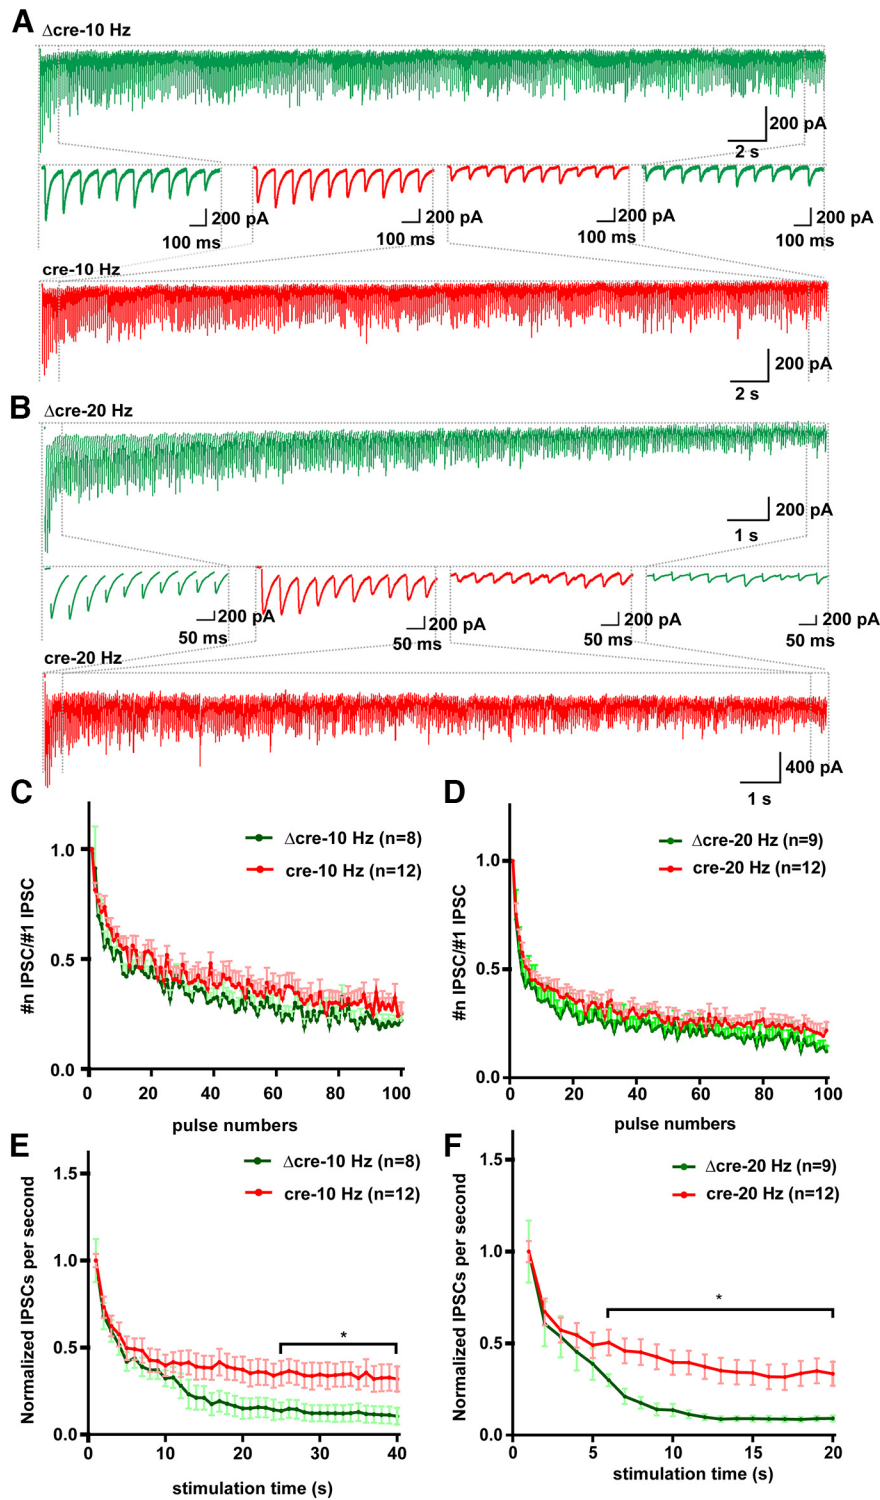 A
Δcre-10 Hz
200 pA
2 s
200 pA
100 ms
200 pA
100 ms
200 pA
100 ms
200 pA
100 ms
cre-10 Hz
200 pA
2 s
B
Δcre-20 Hz
200 pA
1 s
200 pA
50 ms
200 pA
50 ms
200 pA
50 ms
200 pA
50 ms
cre-20 Hz
400 pA
1 s
C
Δcre-10 Hz (n=8)
cre-10 Hz (n=12)
#n IPSC/#1 IPSC
1.0
0.5
0.0
0 20 40 60 80 100
pulse numbers
D
Δcre-20 Hz (n=9)
cre-20 Hz (n=12)
#n IPSC/#1 IPSC
1.0
0.5
0.0
0 20 40 60 80 100
pulse numbers
E
Δcre-10 Hz (n=8)
cre-10 Hz (n=12)
Normalized IPSCs per second
1.5
1.0
0.5
0.0
*
0 10 20 30 40
stimulation time (s)
F
Δcre-20 Hz (n=9)
cre-20 Hz (n=12)
Normalized IPSCs per second
1.5
1.0
0.5
0.0
*
0 5 10 15 20
stimulation time (s)